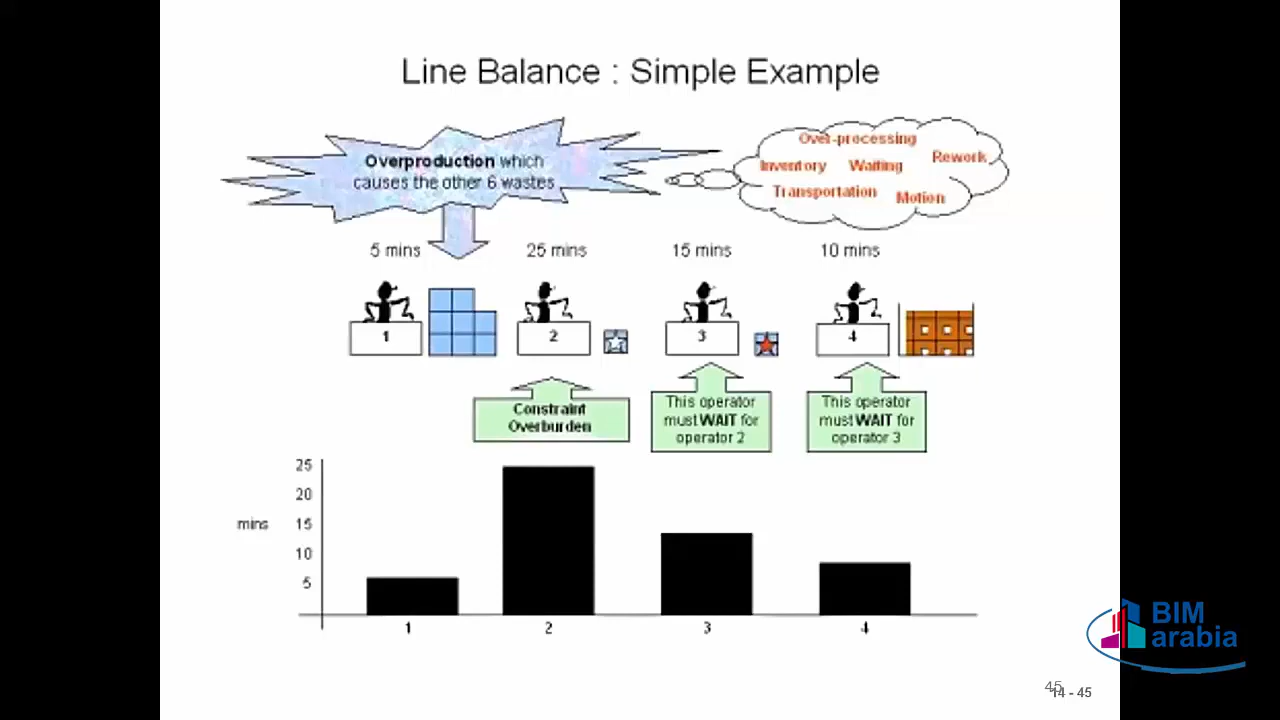 Line Balance : Simple Example
Overproduction which
causes the other 6 wastes
Over-processing
Inventory Waiting Rework
Transportation Motion
5 mins 25 mins 15 mins 10 mins
1 2 3 4
Constraint
Overburden
This operator
must WAIT for
operator 2
This operator
must WAIT for
operator 3
25
20
mins 15
10
5
1 2 3 4
BIM
arabia
45
14 - 45